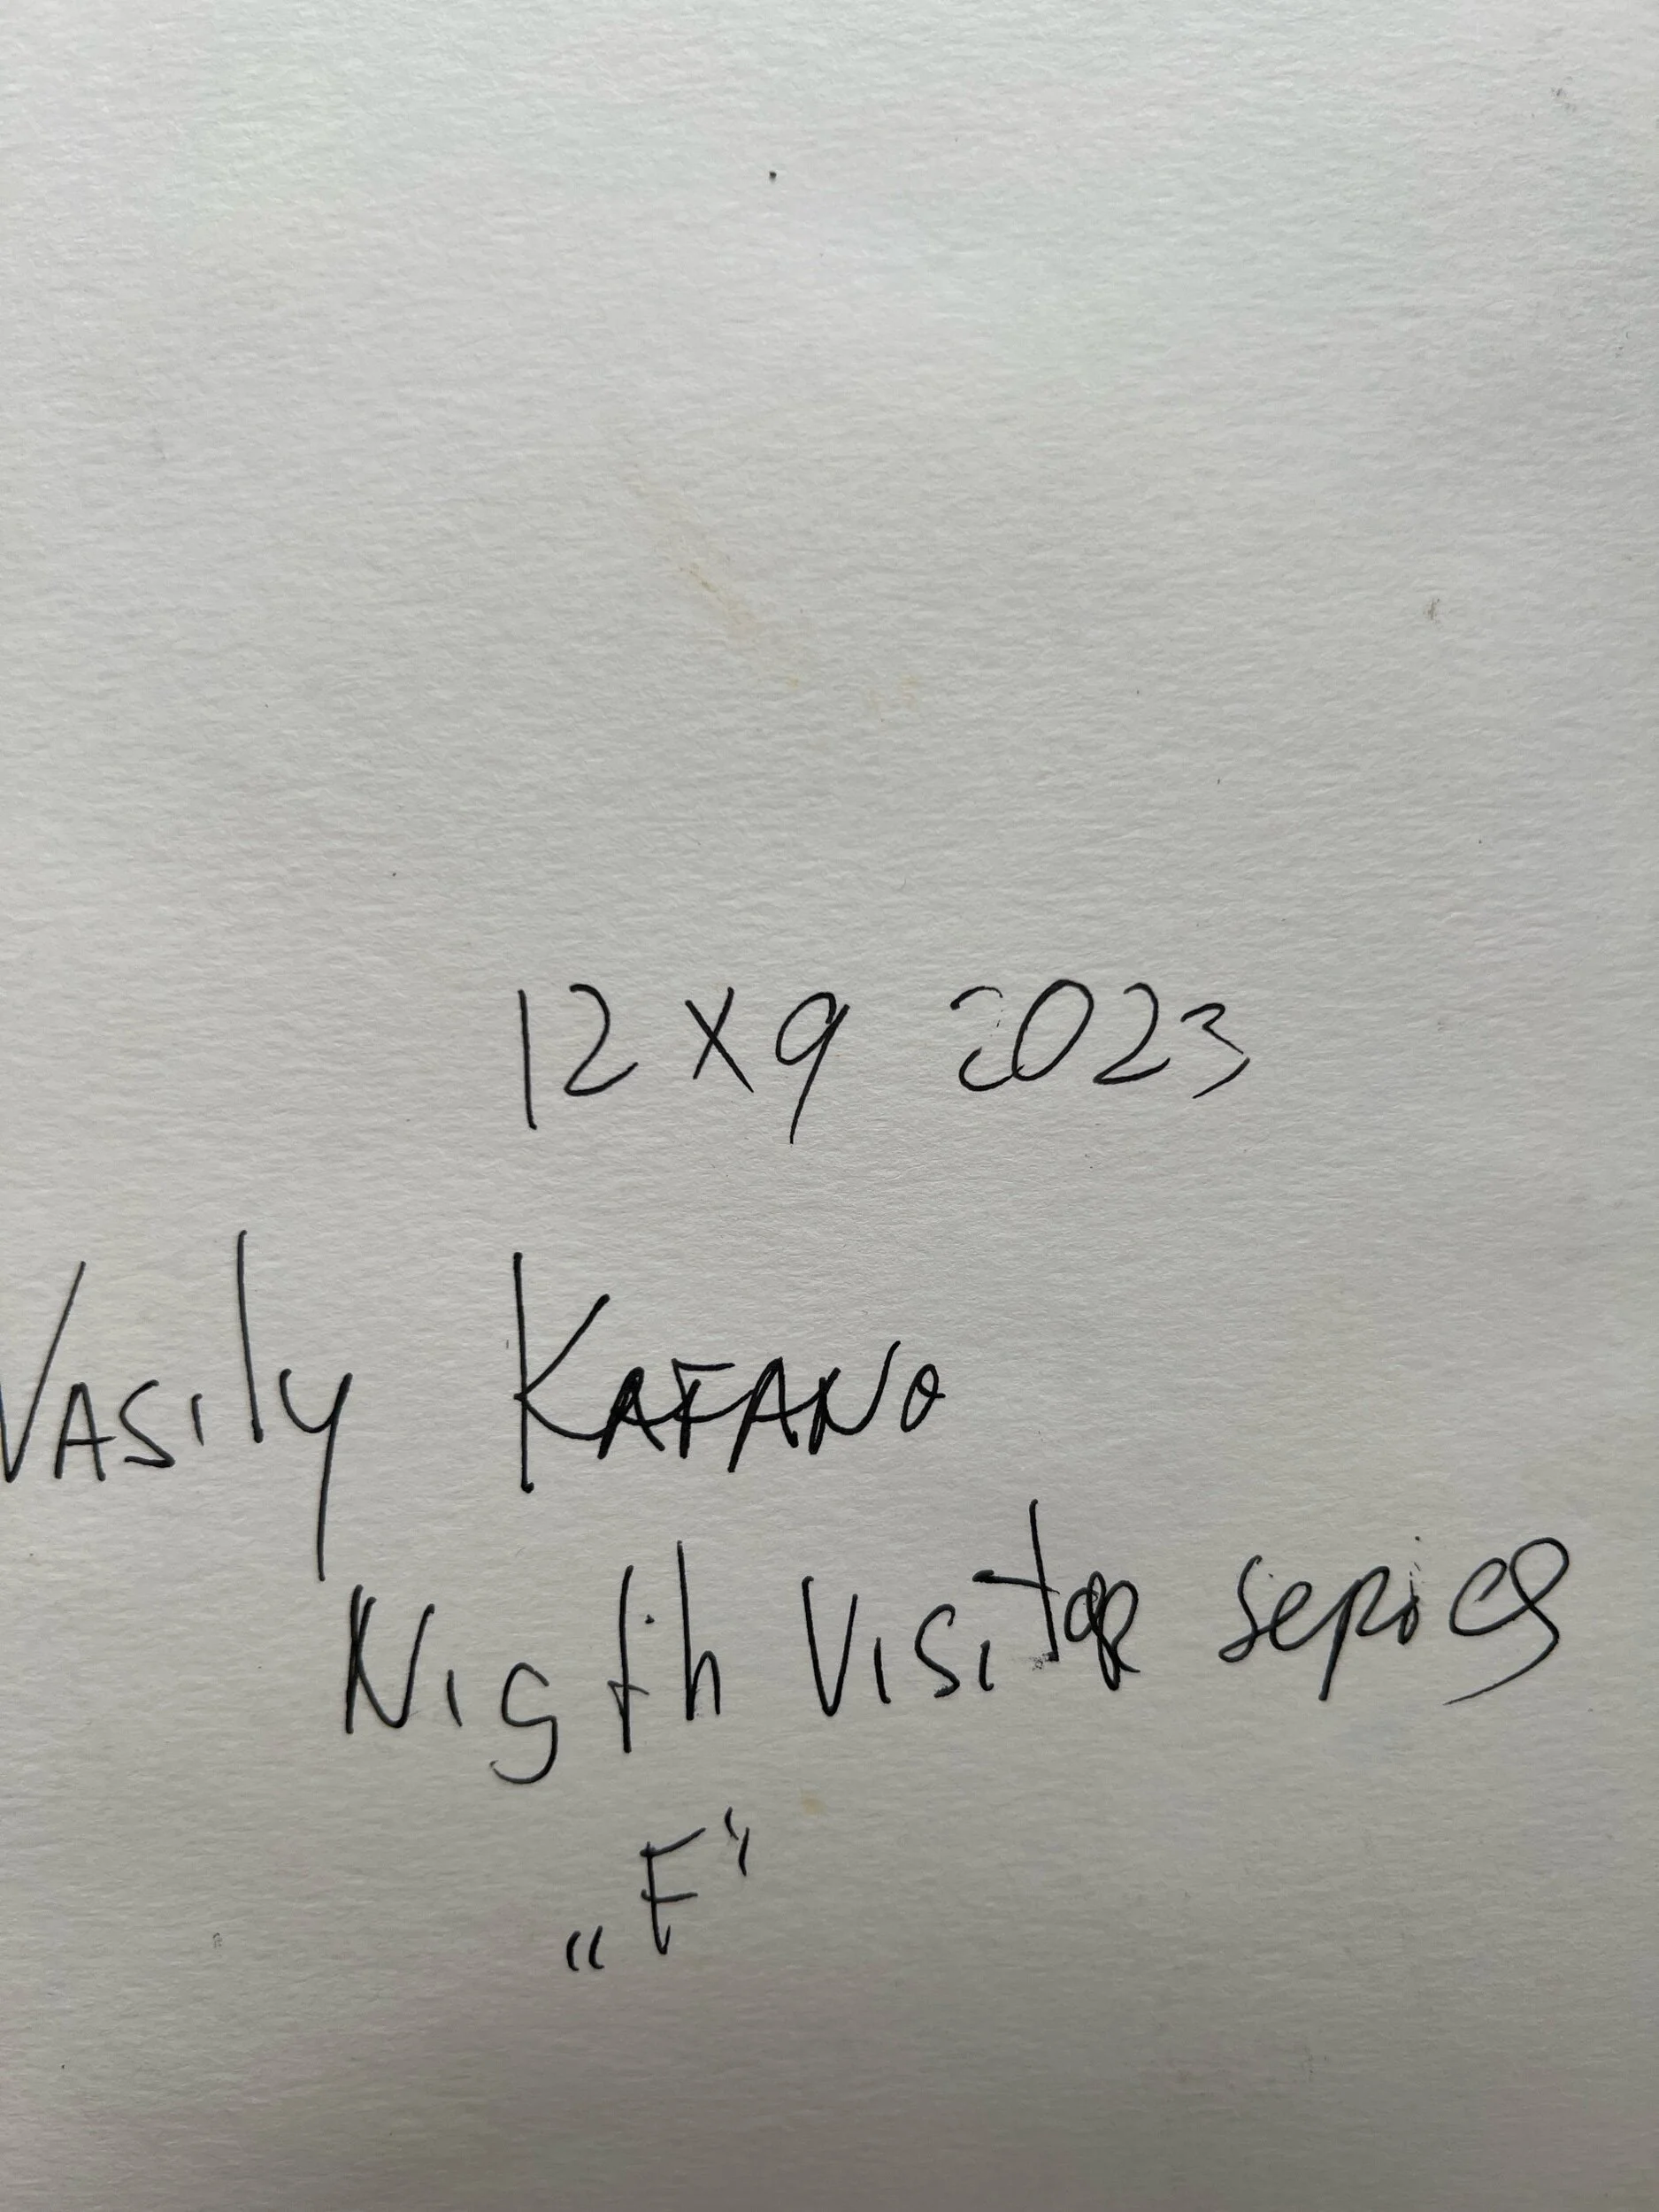 12 x 9 2023
Vasily KAFANO
Nigth Visitor series
„F"